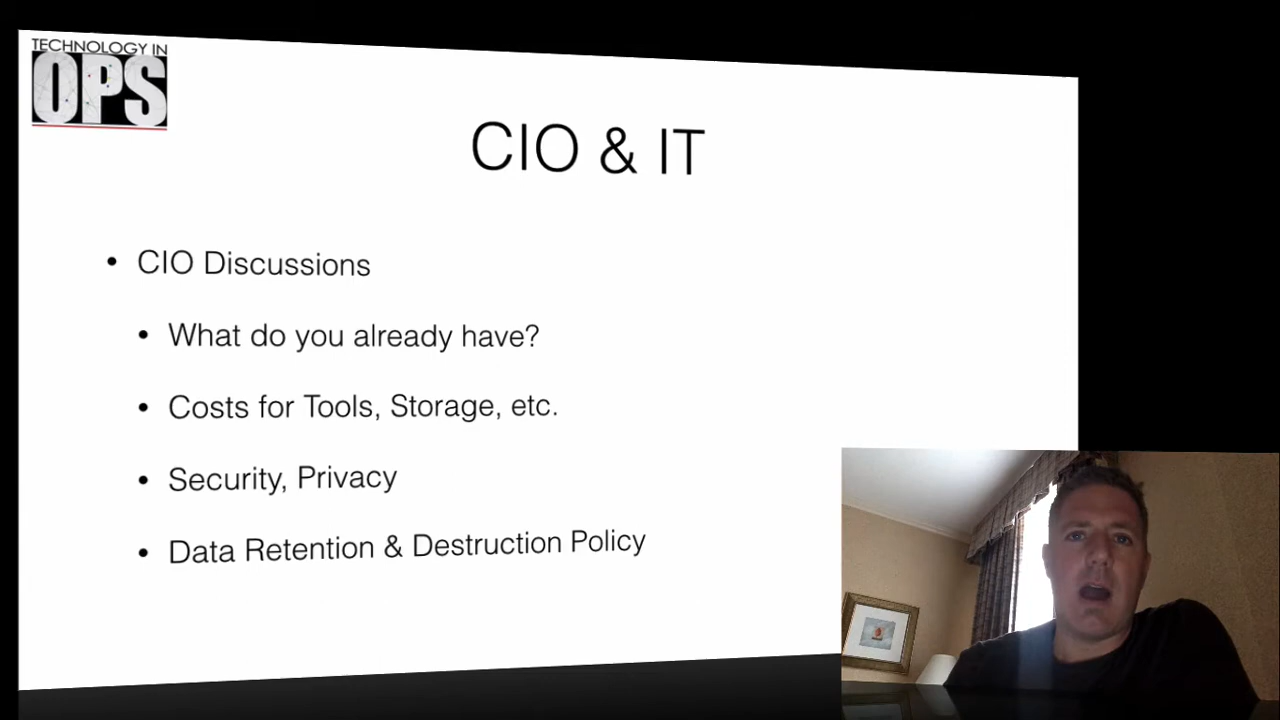 TECHNOLOGY IN
OPS
CIO & IT
• CIO Discussions
• What do you already have?
• Costs for Tools, Storage, etc.
• Security, Privacy
• Data Retention & Destruction Policy